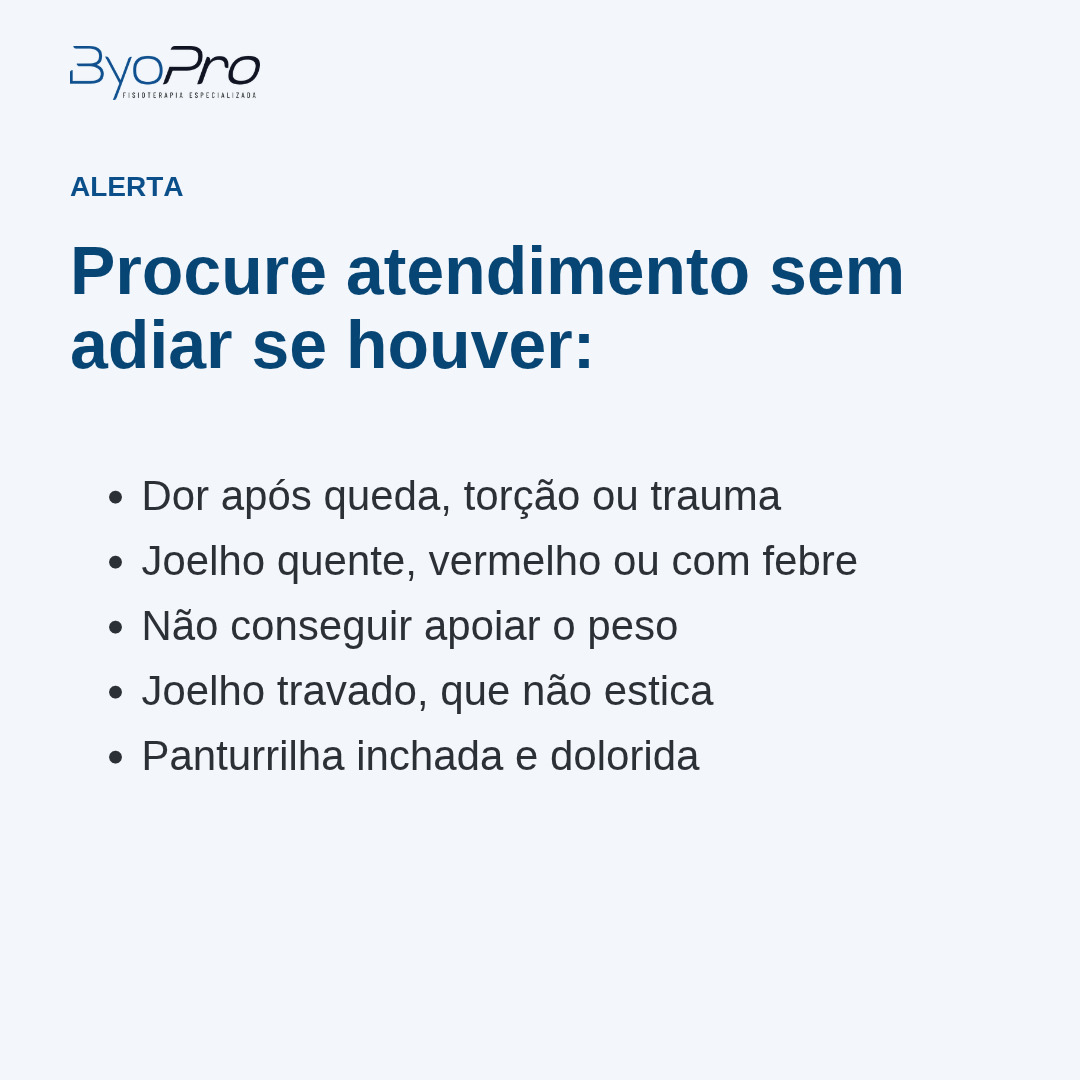 ByoPro
FISIOTERAPIA ESPECIALIZADA
ALERTA
Procure atendimento sem
adiar se houver:
• Dor após queda, torção ou trauma
• Joelho quente, vermelho ou com febre
• Não conseguir apoiar o peso
• Joelho travado, que não estica
• Panturrilha inchada e dolorida